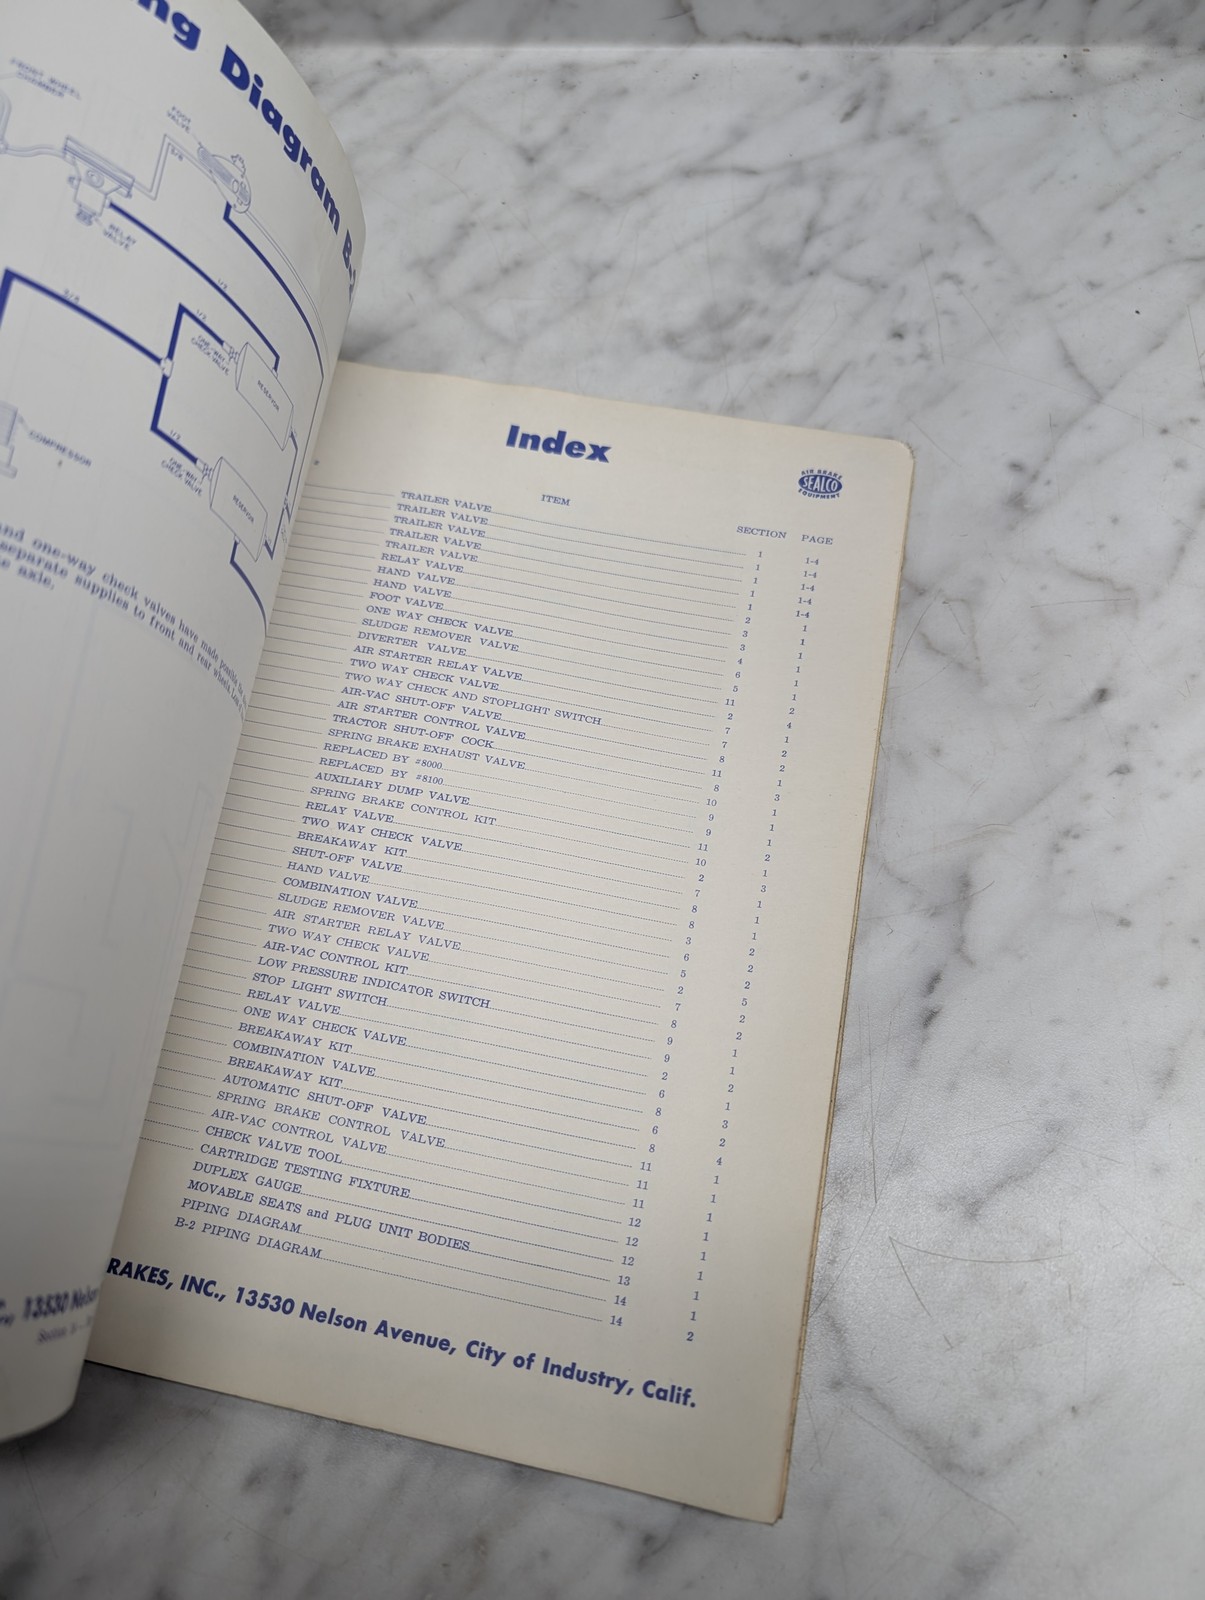 ng Diagram B-
FRONT WHEEL
CHAMBER
FOOT
VALVE
3/8
RELAY
VALVE
1/2
3/4
1/2
ONE-WAY
CHECK VALVE
RESERVOIR
COMPRESSOR
1/2
ONE-WAY
CHECK VALVE
RESERVOIR
and one-way check valves have made possible
separate supplies to front and rear wheels.
e axle.
13530 Nelson
Index
AIR BRAKE
SEALCO
EQUIPMENT
ITEM SECTION PAGE
TRAILER VALVE 1 1-4
TRAILER VALVE 1 1-4
TRAILER VALVE 1 1-4
TRAILER VALVE 1 1-4
TRAILER VALVE 1 1-4
RELAY VALVE 2 1
HAND VALVE 3 1
HAND VALVE 3 1
FOOT VALVE 4 1
ONE WAY CHECK VALVE 6 1
SLUDGE REMOVER VALVE 5 1
DIVERTER VALVE 11 2
AIR STARTER RELAY VALVE 2 4
TWO WAY CHECK VALVE 7 1
TWO WAY CHECK AND STOPLIGHT SWITCH 7 2
AIR-VAC SHUT-OFF VALVE 8 2
AIR STARTER CONTROL VALVE 11 1
TRACTOR SHUT-OFF COCK 8 3
SPRING BRAKE EXHAUST VALVE 10 1
REPLACED BY #8000 9 1
REPLACED BY #8100 9 1
AUXILIARY DUMP VALVE 11 2
SPRING BRAKE CONTROL KIT 10 1
RELAY VALVE 2 3
TWO WAY CHECK VALVE 7 1
BREAKAWAY KIT 8 1
SHUT-OFF VALVE 8 1
HAND VALVE 3 2
COMBINATION VALVE 6 2
SLUDGE REMOVER VALVE 5 2
AIR STARTER RELAY VALVE 2 5
TWO WAY CHECK VALVE 7 2
AIR-VAC CONTROL KIT 8 2
LOW PRESSURE INDICATOR SWITCH 9 1
STOP LIGHT SWITCH 9 1
RELAY VALVE 2 2
ONE WAY CHECK VALVE 6 1
BREAKAWAY KIT 8 3
COMBINATION VALVE 6 2
BREAKAWAY KIT 8 4
AUTOMATIC SHUT-OFF VALVE 11 1
SPRING BRAKE CONTROL VALVE 11 1
AIR-VAC CONTROL VALVE 11 1
CHECK VALVE TOOL 12 1
CARTRIDGE TESTING FIXTURE 12 1
DUPLEX GAUGE 12 1
MOVABLE SEATS and PLUG UNIT BODIES 13 1
PIPING DIAGRAM 14 1
B-2 PIPING DIAGRAM 14 2
RAKES, INC., 13530 Nelson Avenue, City of Industry, Calif.